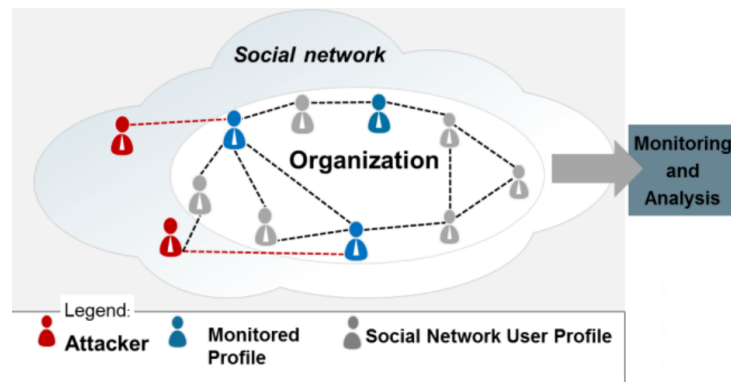 Social network
Organization
Monitoring
and
Analysis
Legend:
Attacker
Monitored
Profile
Social Network User Profile